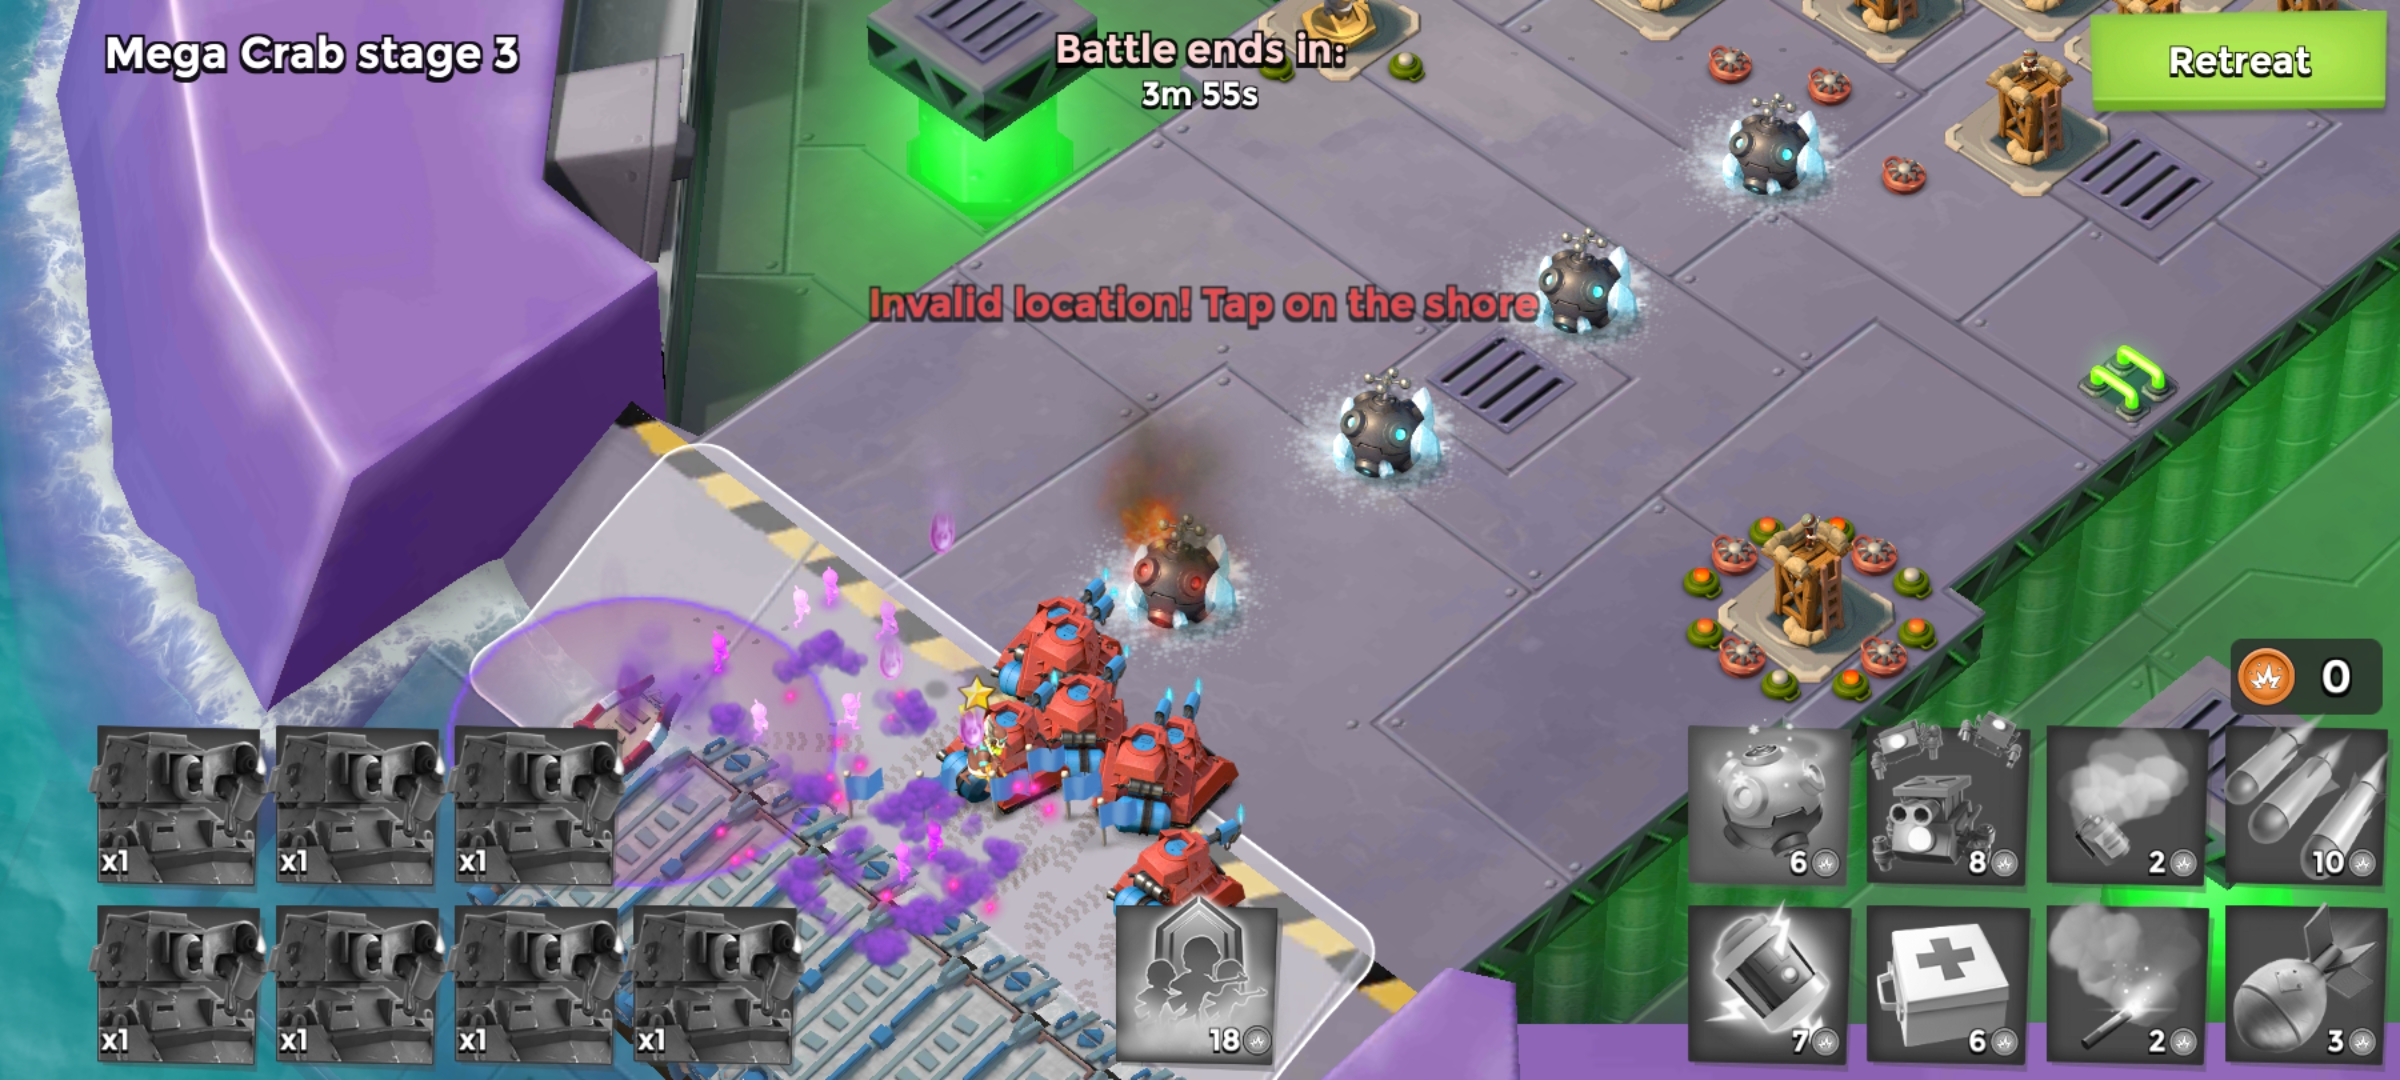 Mega Crab stage 3
Battle ends in:
3m 55s
Retreat
Invalid location! Tap on the shore
0
x1
x1
x1
6
8
2
10
x1
x1
x1
x1
18
7
6
2
3